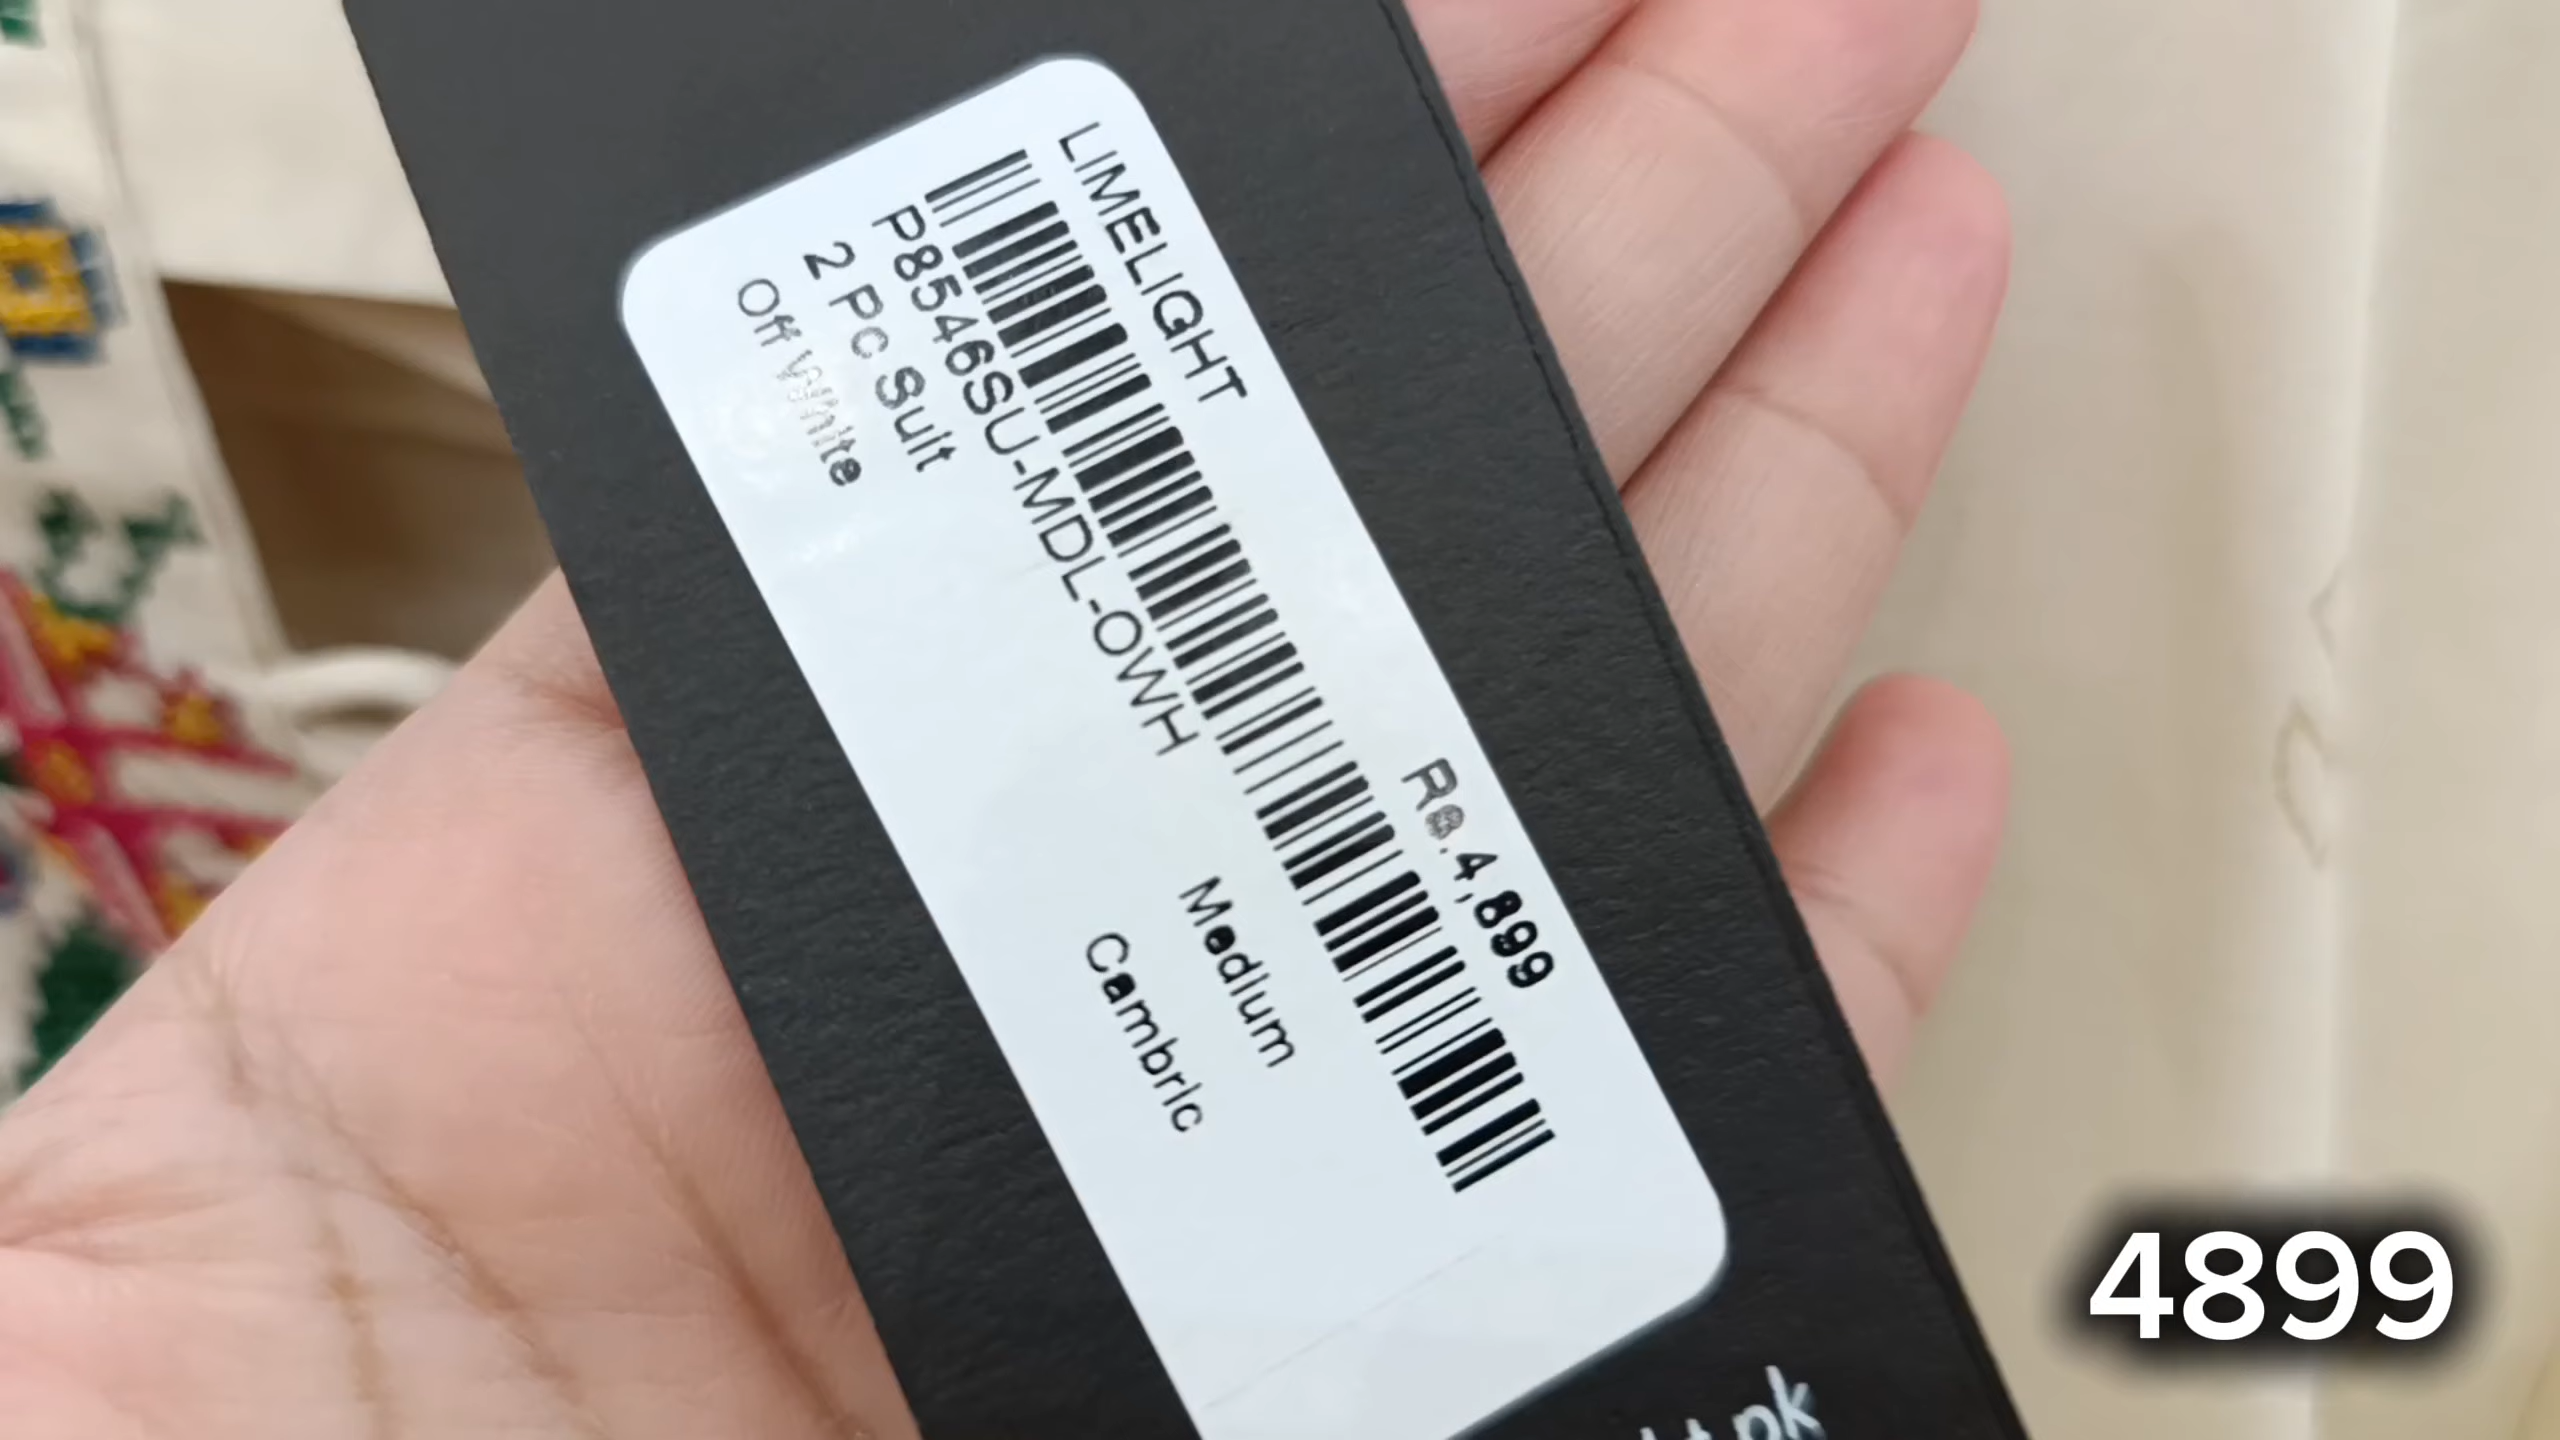 LIMELIGHT
Rs.4,899
P8546SU-MDL-OWH
2 Pc Suit
Medium
Off White
Cambric
4899